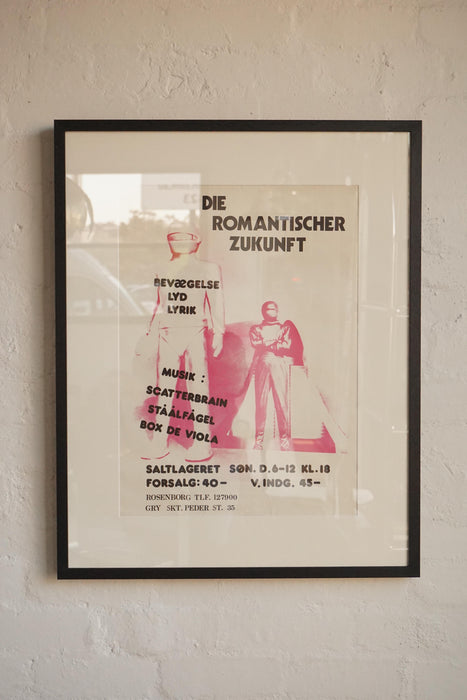 DIE
ROMANTISCHER
ZUKUNFT
BEVÆGELSE
LYD
LYRIK
MUSIK :
SCATTERBRAIN
STÅÅLFÅGEL
BOX DE VIOLA
SALTLAGERET SØN. D.6-12 KL.18
FORSALG: 40- V. INDG. 45-
ROSENBORG TLF. 127900
GRY SKT. PEDER ST. 35